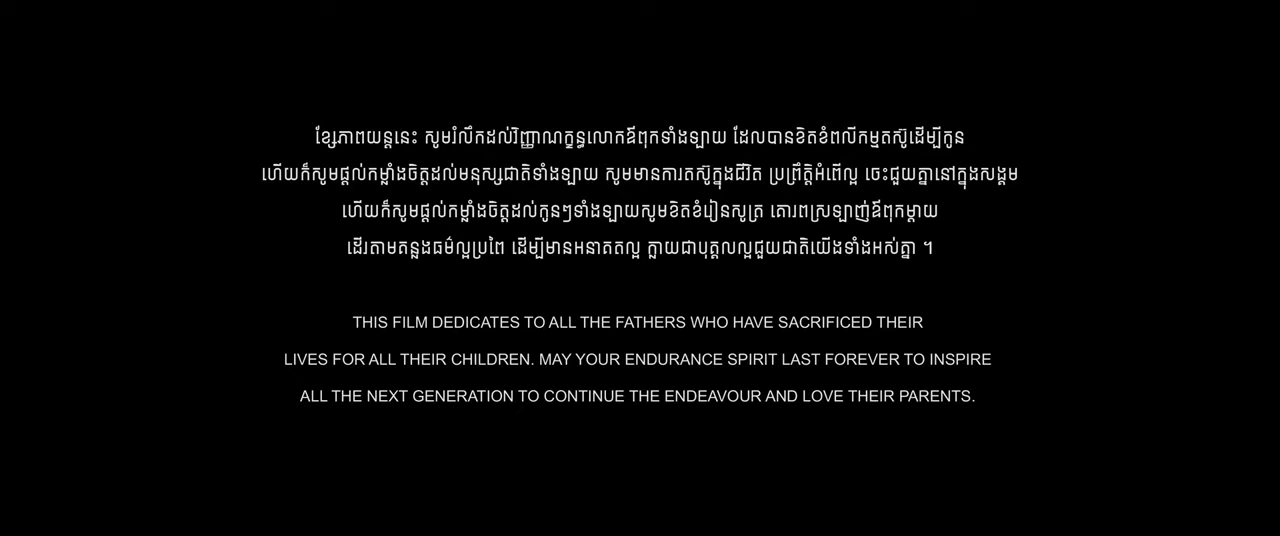 ខ្សែភាពយន្តនេះ សូមរំលឹកដល់វិញ្ញាណក្ខន្ធលោកឪពុកទាំងឡាយ ដែលបានខិតខំពលីកម្មតស៊ូដើម្បីកូន
ហើយក៏សូមផ្តល់កម្លាំងចិត្តដល់មនុស្សជាតិទាំងឡាយ សូមមានការតស៊ូក្នុងជីវិត ប្រព្រឹត្តិអំពើល្អ ចេះជួយគ្នានៅក្នុងសង្គម
ហើយក៏សូមផ្តល់កម្លាំងចិត្តដល់កូនៗទាំងឡាយសូមខិតខំរៀនសូត្រ គោរពស្រឡាញ់ឪពុកម្តាយ
ដើរតាមគន្លងធម៌ល្អប្រពៃ ដើម្បីមានអនាគតល្អ ក្លាយជាបុគ្គលល្អជួយជាតិយើងទាំងអស់គ្នា ។
THIS FILM DEDICATES TO ALL THE FATHERS WHO HAVE SACRIFICED THEIR
LIVES FOR ALL THEIR CHILDREN. MAY YOUR ENDURANCE SPIRIT LAST FOREVER TO INSPIRE
ALL THE NEXT GENERATION TO CONTINUE THE ENDEAVOUR AND LOVE THEIR PARENTS.